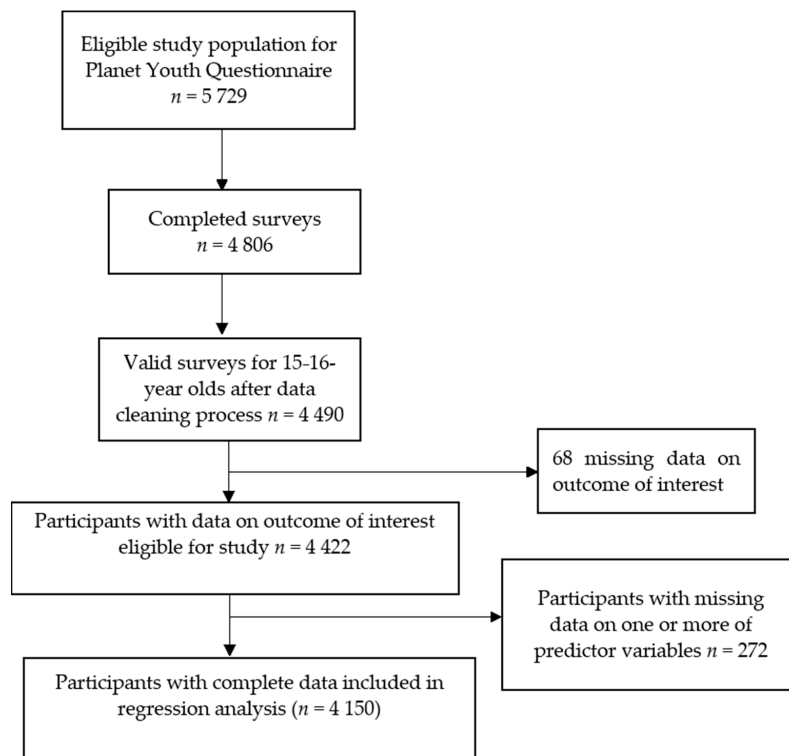 Eligible study population for
Planet Youth Questionnaire
n = 5 729
Completed surveys
n = 4 806
Valid surveys for 15-16-
year olds after data
cleaning process n = 4 490
68 missing data on
outcome of interest
Participants with data on outcome of interest
eligible for study n = 4 422
Participants with missing
data on one or more of
predictor variables n = 272
Participants with complete data included in
regression analysis (n = 4 150)